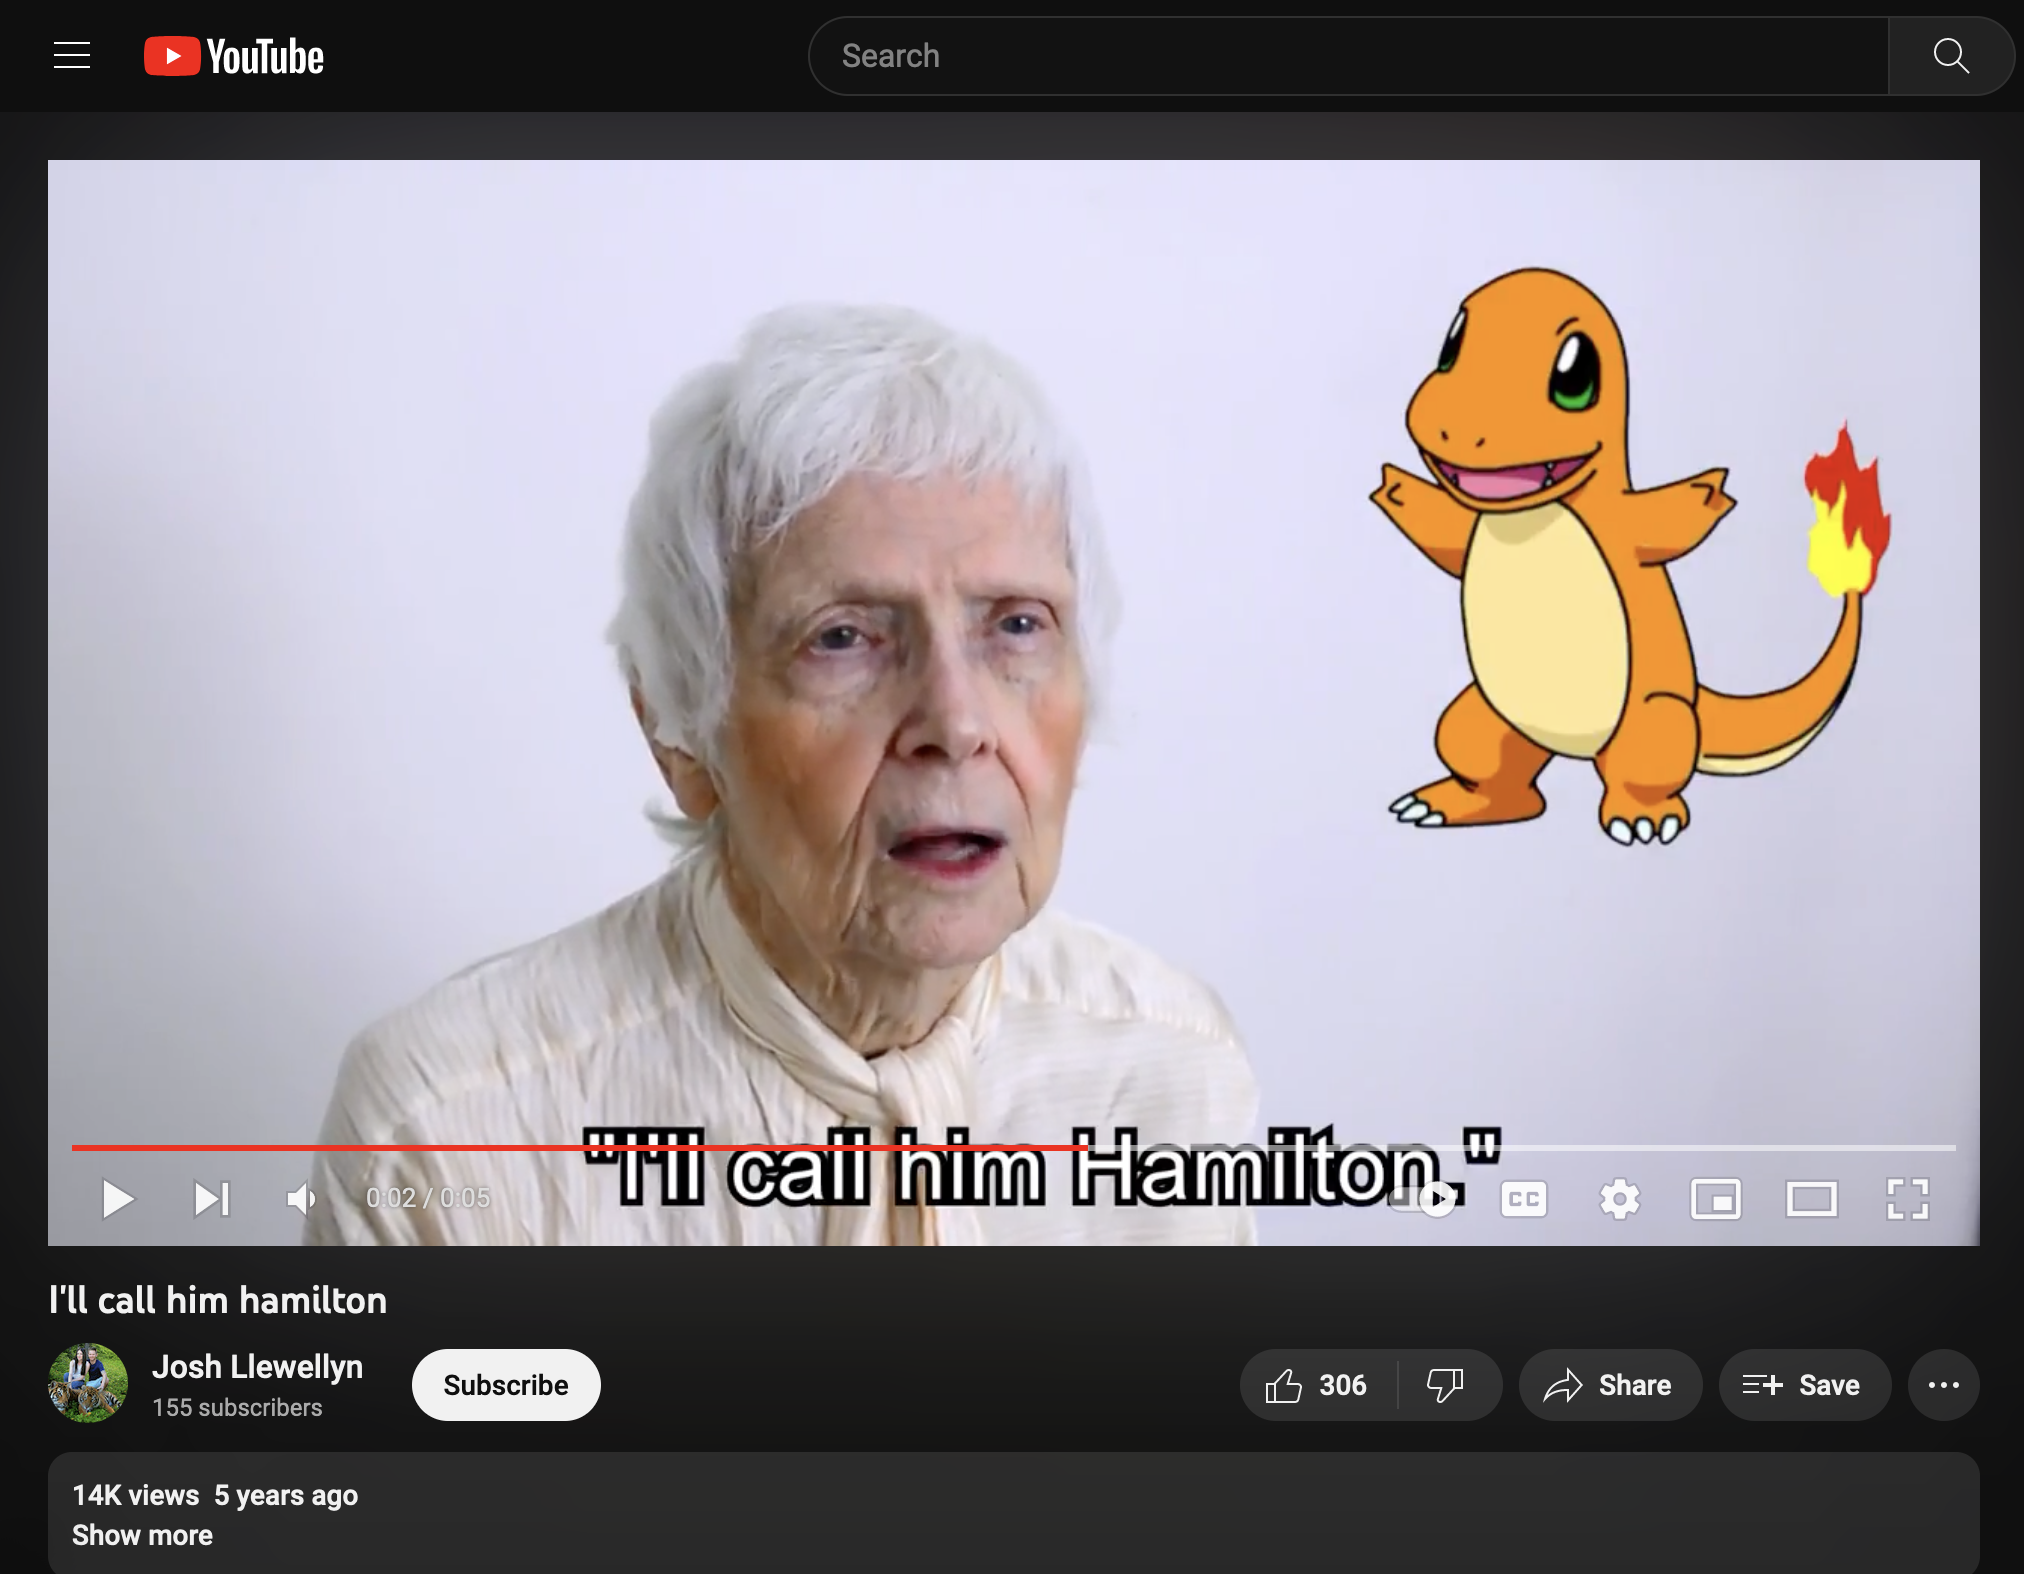 YouTube
Search
"I'll call him Hamilton."
0:02 / 0:05
CC
I'll call him hamilton
Josh Llewellyn
155 subscribers
Subscribe
306
Share
Save
14K views 5 years ago
Show more